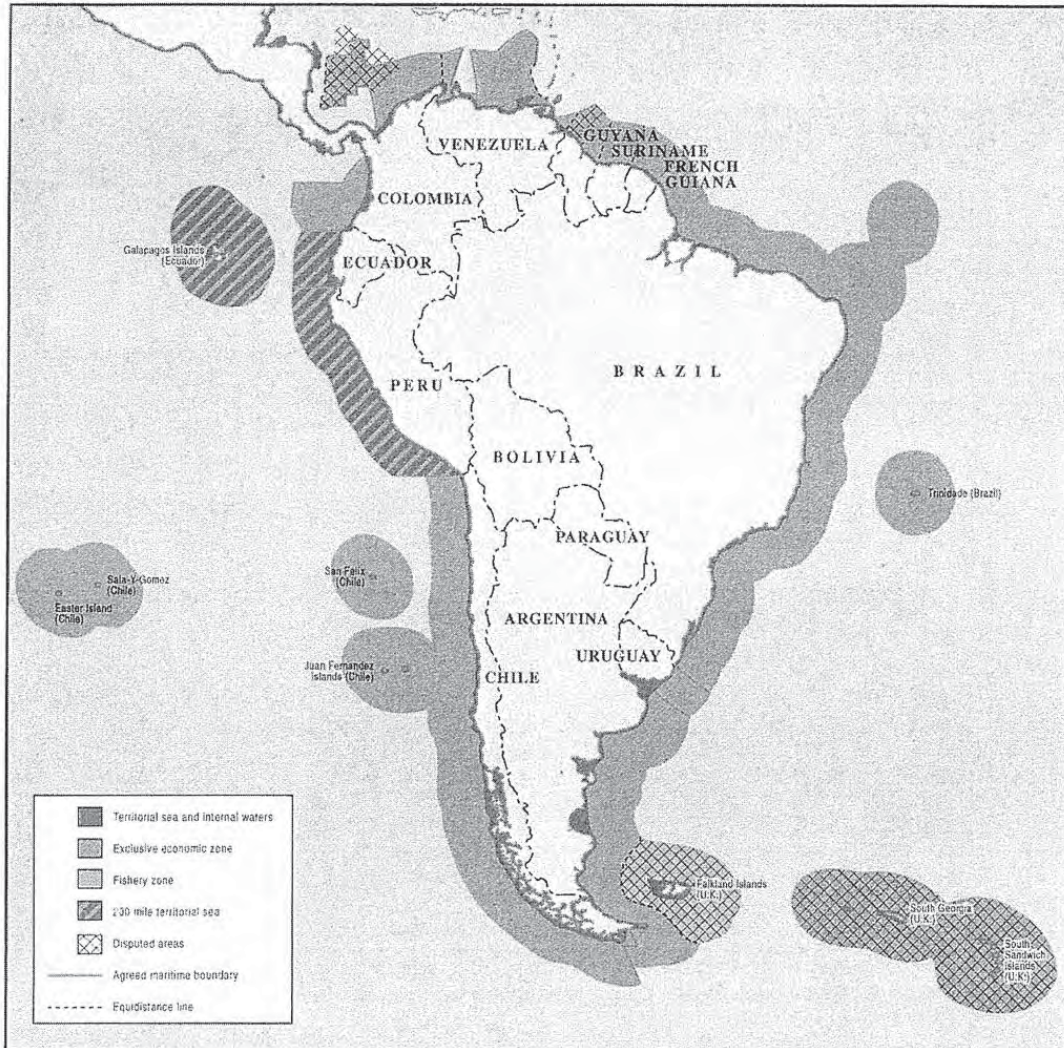 VENEZUELA
GUYANA
SURINAME
FRENCH
GUIANA
COLOMBIA
Galapagos Islands
(Ecuador)
ECUADOR
PERU
BRAZIL
BOLIVIA
Trinidade (Brazil)
PARAGUAY
Sala-Y-Gomez
(Chile)
Easter Island
(Chile)
San Felix
(Chile)
ARGENTINA
URUGUAY
Juan Fernandez
Islands (Chile)
CHILE
Territorial sea and internal waters
Exclusive economic zone
Fishery zone
200 mile territorial sea
Disputed areas
Agreed maritime boundary
Equidistance line
Falkland Islands
(U.K.)
South Georgia
(U.K.)
South
Sandwich
Islands
(U.K.)